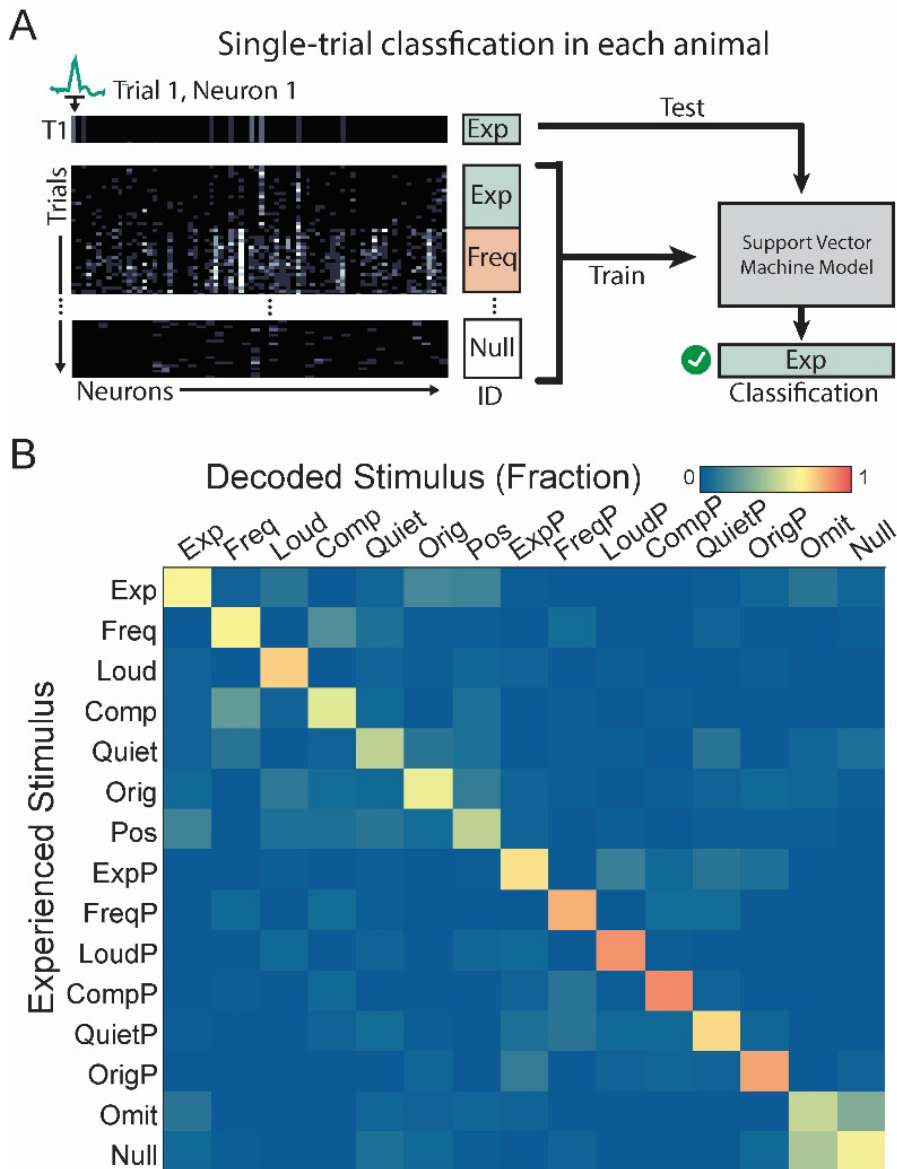 A
Single-trial classfication in each animal
Trial 1, Neuron 1
T1
Exp
Test
Trials
Exp
Freq
Null
Train
Support Vector
Machine Model
Exp
Neurons
ID
Classification
B
Decoded Stimulus (Fraction)
0
1
Exp
Freq
Loud
Comp
Quiet
Orig
Pos
ExpP
FreqP
LoudP
CompP
QuietP
OrigP
Omit
Null
Experienced Stimulus
Exp
Freq
Loud
Comp
Quiet
Orig
Pos
ExpP
FreqP
LoudP
CompP
QuietP
OrigP
Omit
Null